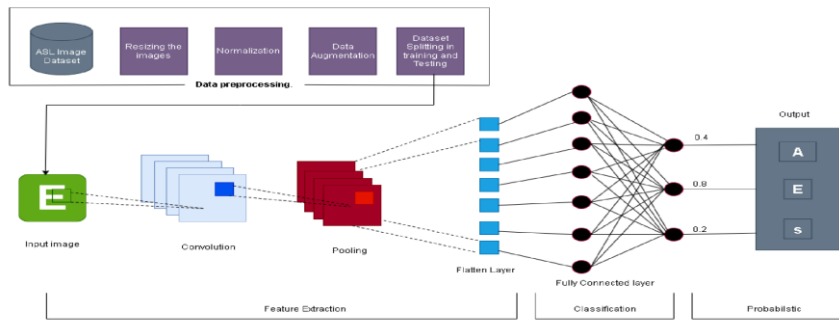 ASL Image
Dataset
Resizing the
images
Normalization
Data
Augmentation
Dataset
Splitting in
training and
Testing
Data preprocessing.
E
Input image
Convolution
Pooling
Flatten Layer
Fully Connected layer
0.4
0.8
0.2
Output
A
E
s
Feature Extraction
Classification
Probabilstic